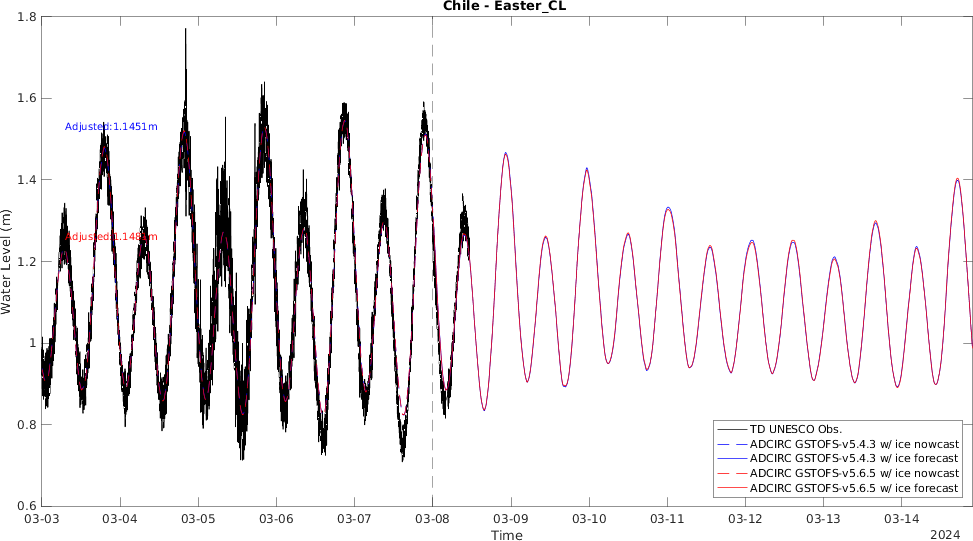 Chile - Easter_CL
1.8
1.6
1.4
1.2
1
0.8
0.6
Water Level (m)
Adjusted:1.1451m
Adjusted:1.1481m
TD UNESCO Obs.
ADCIRC GSTOFS-v5.4.3 w/ ice nowcast
ADCIRC GSTOFS-v5.4.3 w/ ice forecast
ADCIRC GSTOFS-v5.6.5 w/ ice nowcast
ADCIRC GSTOFS-v5.6.5 w/ ice forecast
03-03 03-04 03-05 03-06 03-07 03-08 03-09 03-10 03-11 03-12 03-13 03-14
Time
2024